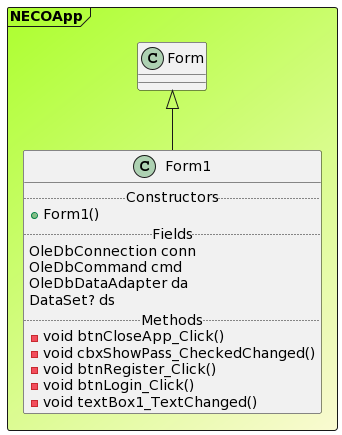 NECOApp
C Form
C Form1
Constructors
Form1()
Fields
OleDbConnection conn
OleDbCommand cmd
OleDbDataAdapter da
DataSet? ds
Methods
void btnCloseApp_Click()
void cbxShowPass_CheckedChanged()
void btnRegister_Click()
void btnLogin_Click()
void textBox1_TextChanged()